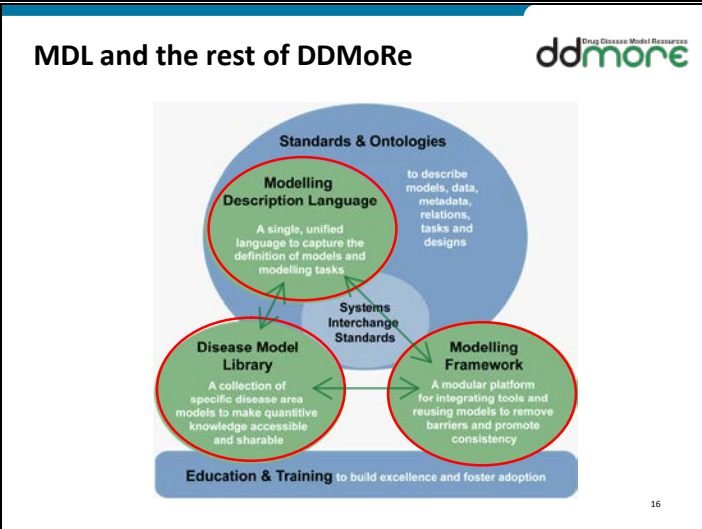 MDL and the rest of DDMoRe
Drug Disease Model Resources
ddmore
Standards & Ontologies
to describe
models, data,
metadata,
relations,
tasks and
designs
Modelling
Description Language
A single, unified
language to capture the
definition of models and
modelling tasks
Systems
Interchange
Standards
Disease Model
Library
A collection of
specific disease area
models to make quantitive
knowledge accessible
and sharable
Modelling
Framework
A modular platform
for integrating tools and
reusing models to remove
barriers and promote
consistency
Education & Training to build excellence and foster adoption
16